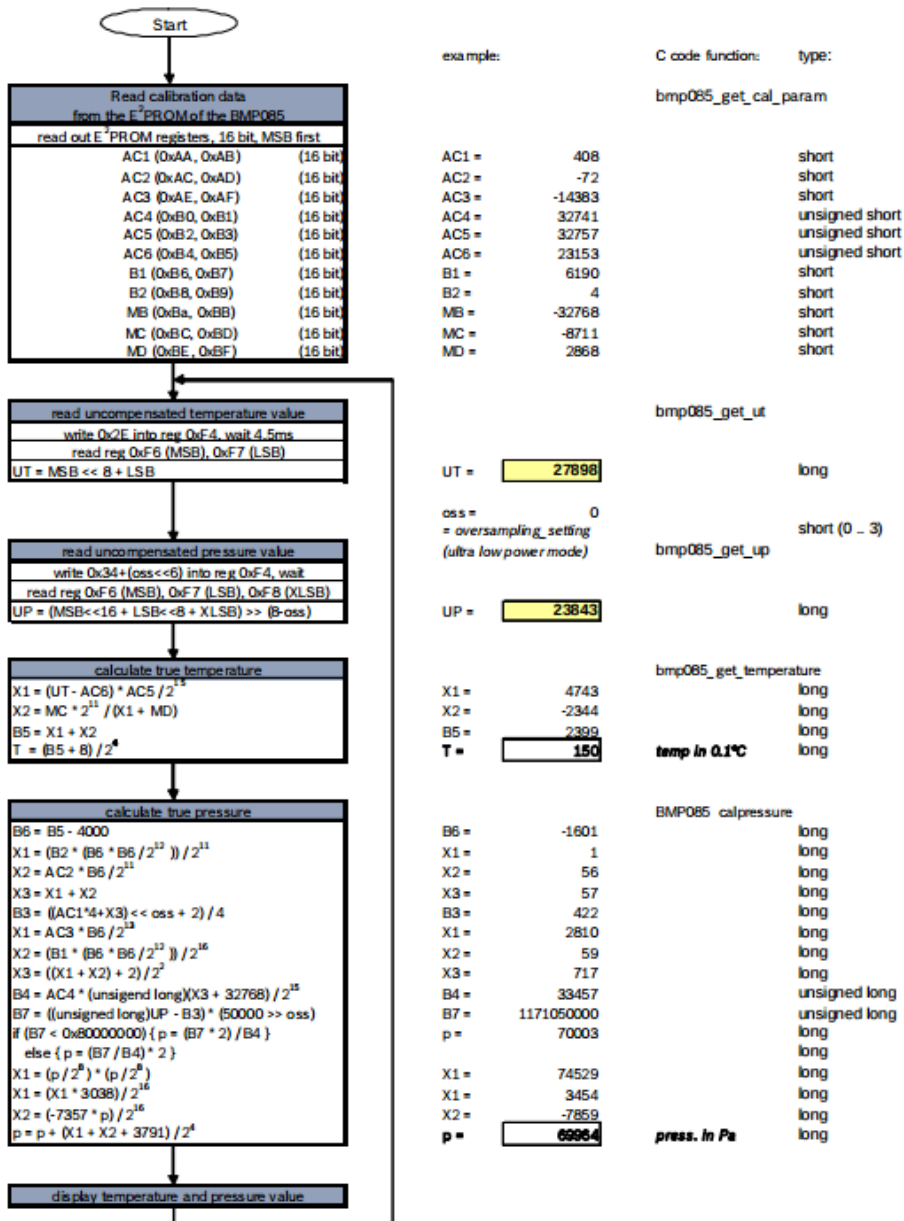 Start
example: C code function: type:
Read calibration data bmp085_get_cal_param
from the E²PROM of the BMP085
read out E²PROM registers, 16 bit, MSB first
AC1 (0xAA, 0xAB) (16 bit) AC1 = 408 short
AC2 (0xAC, 0xAD) (16 bit) AC2 = -72 short
AC3 (0xAE, 0xAF) (16 bit) AC3 = -14383 short
AC4 (0xB0, 0xB1) (16 bit) AC4 = 32741 unsigned short
AC5 (0xB2, 0xB3) (16 bit) AC5 = 32757 unsigned short
AC6 (0xB4, 0xB5) (16 bit) AC6 = 23153 unsigned short
B1 (0xB6, 0xB7) (16 bit) B1 = 6190 short
B2 (0xB8, 0xB9) (16 bit) B2 = 4 short
MB (0xBa, 0xBB) (16 bit) MB = -32768 short
MC (0xBC, 0xBD) (16 bit) MC = -8711 short
MD (0xBE, 0xBF) (16 bit) MD = 2868 short
read uncompensated temperature value bmp085_get_ut
write 0x2E into reg 0xF4, wait 4.5ms
read reg 0xF6 (MSB), 0xF7 (LSB)
UT = MSB << 8 + LSB UT = 27898 long
oss = 0
= oversampling_setting short (0 .. 3)
read uncompensated pressure value (ultra low power mode) bmp085_get_up
write 0x34+(oss<<6) into reg 0xF4, wait
read reg 0xF6 (MSB), 0xF7 (LSB), 0xF8 (XLSB)
UP = (MSB<<16 + LSB<<8 + XLSB) >> (8-oss) UP = 23843 long
calculate true temperature bmp085_get_temperature
X1 = (UT - AC6) * AC5 / 2¹⁵ X1 = 4743 long
X2 = MC * 2¹¹ / (X1 + MD) X2 = -2344 long
B5 = X1 + X2 B5 = 2399 long
T = (B5 + 8) / 2⁴ T = 150 temp in 0.1°C long
calculate true pressure BMP085 calpressure
B6 = B5 - 4000 B6 = -1601 long
X1 = (B2 * (B6 * B6 / 2¹² )) / 2¹¹ X1 = 1 long
X2 = AC2 * B6 / 2¹¹ X2 = 56 long
X3 = X1 + X2 X3 = 57 long
B3 = ((AC1*4+X3) << oss + 2) / 4 B3 = 422 long
X1 = AC3 * B6 / 2¹³ X1 = 2810 long
X2 = (B1 * (B6 * B6 / 2¹² )) / 2¹⁶ X2 = 59 long
X3 = ((X1 + X2) + 2) / 2² X3 = 717 long
B4 = AC4 * (unsigend long)(X3 + 32768) / 2¹⁵ B4 = 33457 unsigned long
B7 = ((unsigned long)UP - B3) * (50000 >> oss) B7 = 1171050000 unsigned long
if (B7 < 0x80000000) { p = (B7 * 2) / B4 } p = 70003 long
else { p = (B7 / B4) * 2 } long
X1 = (p / 2⁸) * (p / 2⁸) X1 = 74529 long
X1 = (X1 * 3038) / 2¹⁶ X1 = 3454 long
X2 = (-7357 * p) / 2¹⁶ X2 = -7859 long
p = p + (X1 + X2 + 3791) / 2⁴ p = 69964 press. in Pa long
display temperature and pressure value